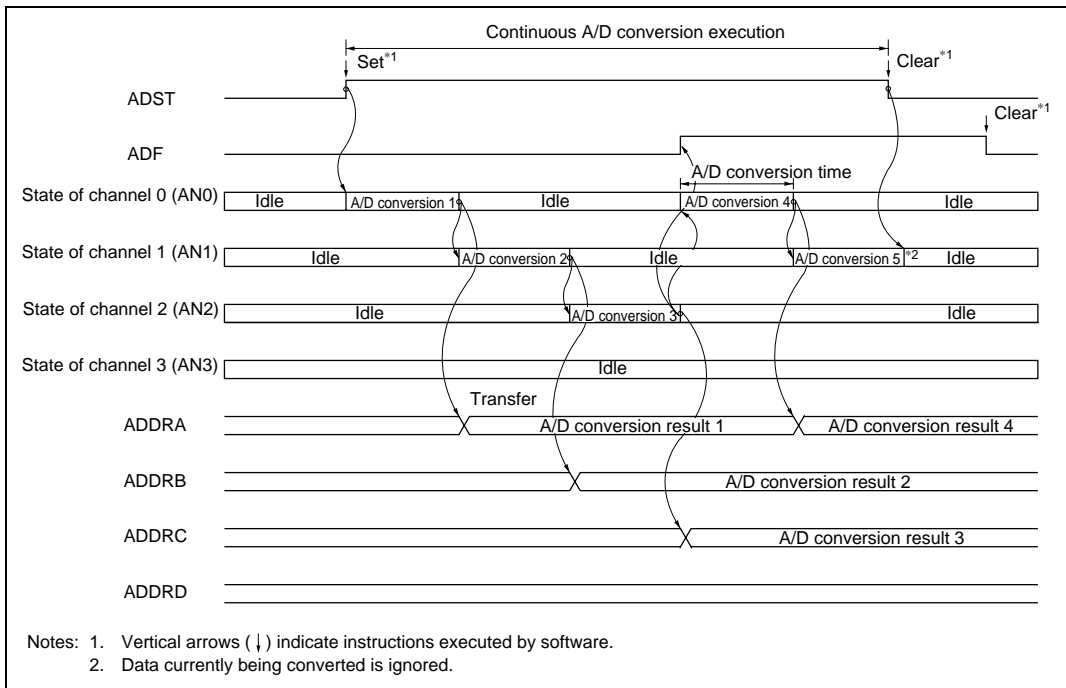 Continuous A/D conversion execution
Set*1
Clear*1
ADST
Clear*1
ADF
A/D conversion time
State of channel 0 (AN0)
Idle
A/D conversion 1
Idle
A/D conversion 4
Idle
State of channel 1 (AN1)
Idle
A/D conversion 2
Idle
A/D conversion 5
*2
Idle
State of channel 2 (AN2)
Idle
A/D conversion 3
Idle
State of channel 3 (AN3)
Idle
Transfer
ADDRA
A/D conversion result 1
A/D conversion result 4
ADDRB
A/D conversion result 2
ADDRC
A/D conversion result 3
ADDRD
Notes: 1. Vertical arrows (↓) indicate instructions executed by software.
2. Data currently being converted is ignored.